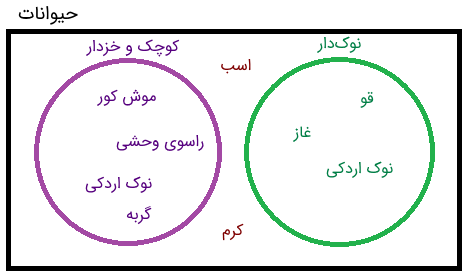 حیوانات
نوک‌دار
کوچک و خزدار
اسب
قو
موش کور
غاز
راسوی وحشی
نوک اردکی
نوک اردکی
گربه
کرم